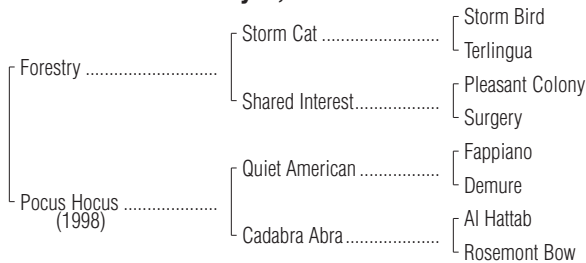 Storm Bird
Storm Cat ......................
Terlingua
Forestry .........................
Pleasant Colony
Shared Interest................
Surgery
Fappiano
Quiet American ................
Demure
Pocus Hocus ..................
(1998)
Al Hattab
Cadabra Abra..................
Rosemont Bow